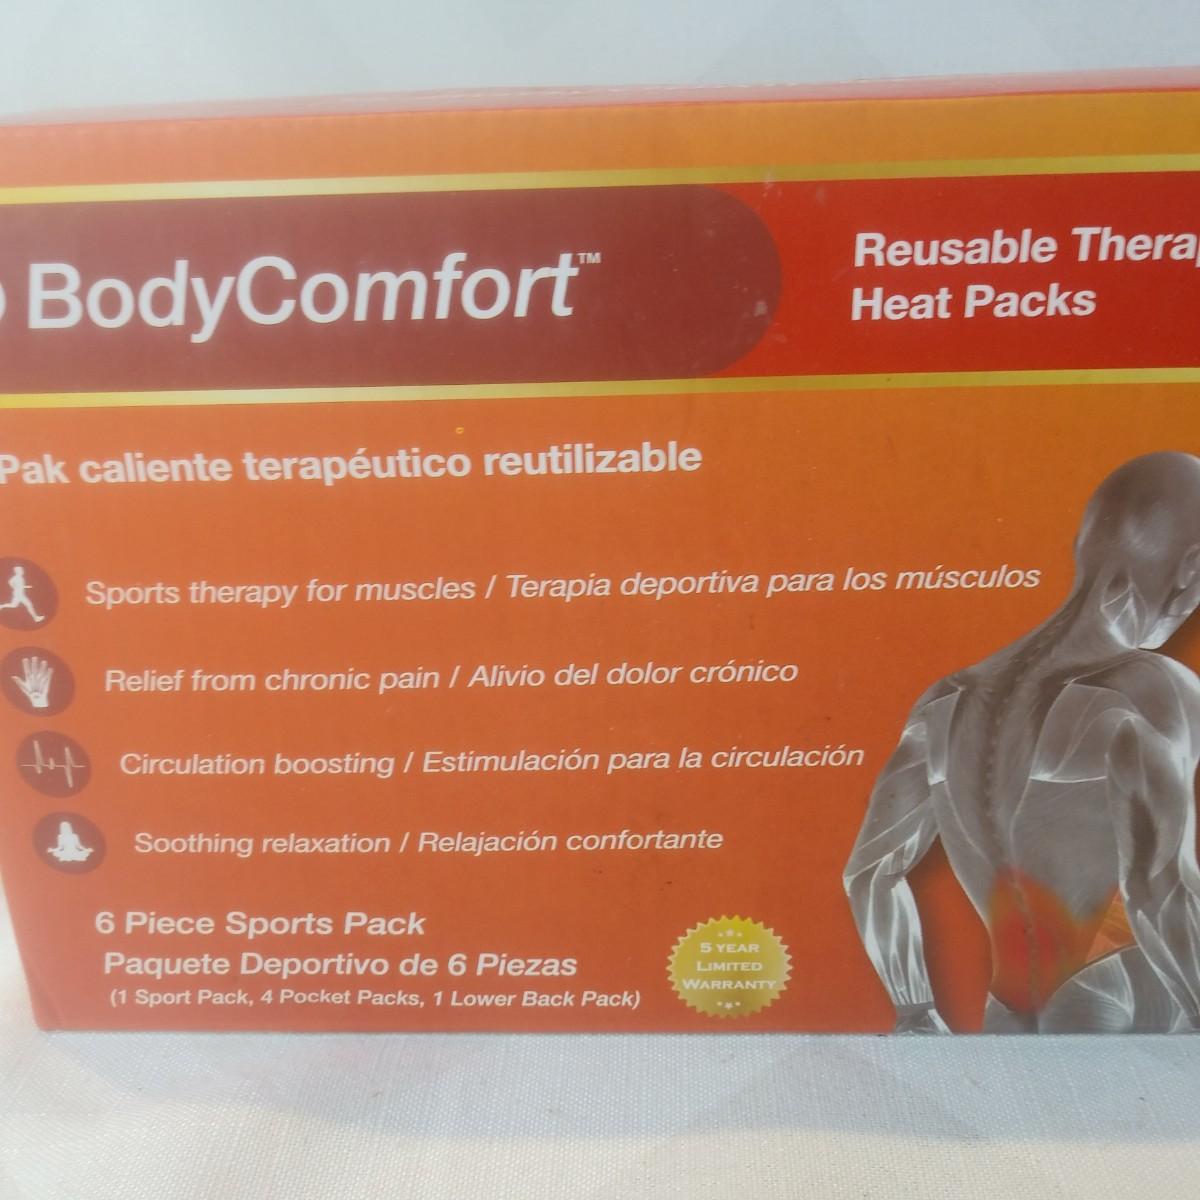 BodyComfort™
Reusable
Heat Packs
Pak caliente terapéutico reutilizable
Sports therapy for muscles / Terapia deportiva para los músculos
Relief from chronic pain / Alivio del dolor crónico
Circulation boosting / Estimulación para la circulación
Soothing relaxation / Relajación confortante
6 Piece Sports Pack
Paquete Deportivo de 6 Piezas
(1 Sport Pack, 4 Pocket Packs, 1 Lower Back Pack)
5 YEAR
LIMITED
WARRANTY